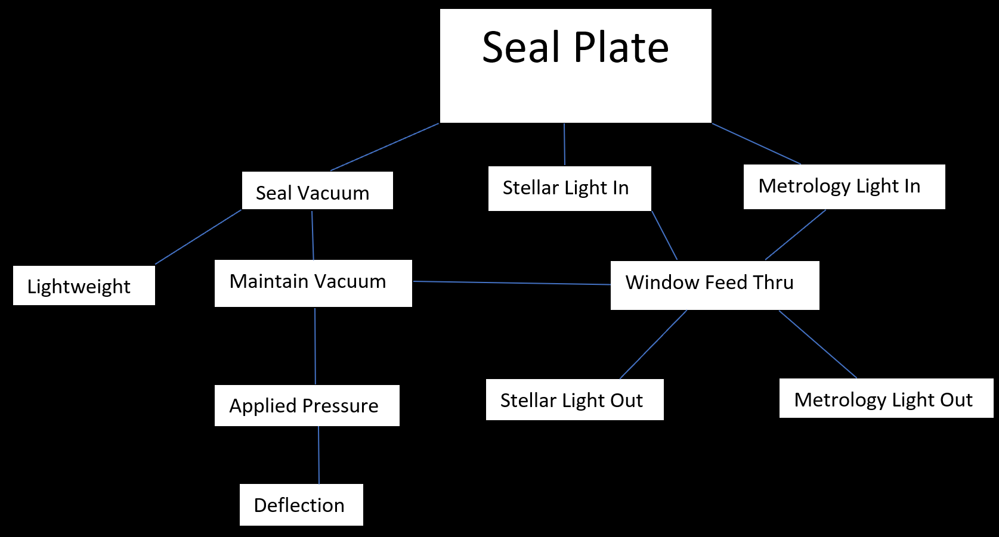 Seal Plate
Seal Vacuum
Stellar Light In
Metrology Light In
Lightweight
Maintain Vacuum
Window Feed Thru
Applied Pressure
Stellar Light Out
Metrology Light Out
Deflection